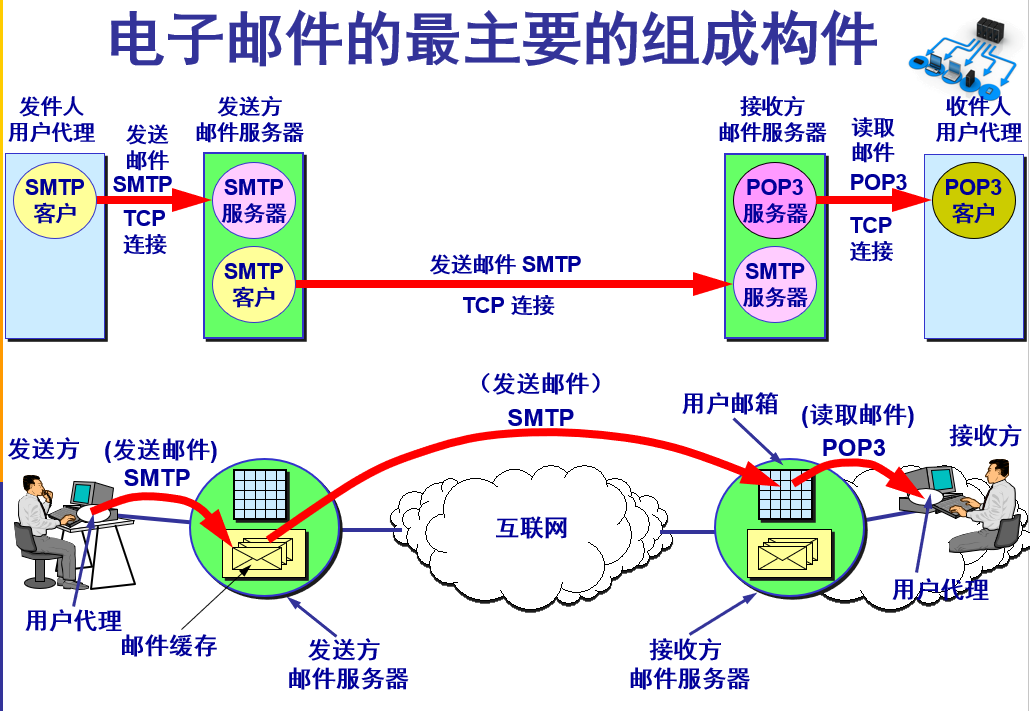 电子邮件的最主要的组成构件
发件人
用户代理
发送
邮件
SMTP
TCP
连接
发送方
邮件服务器
接收方
邮件服务器
读取
邮件
POP3
TCP
连接
收件人
用户代理
SMTP
客户
SMTP
服务器
SMTP
客户
发送邮件 SMTP
TCP 连接
POP3
服务器
SMTP
服务器
POP3
客户
(发送邮件)
SMTP
用户邮箱
(读取邮件)
POP3
接收方
发送方
(发送邮件)
SMTP
互联网
用户代理
邮件缓存
发送方
邮件服务器
接收方
邮件服务器
用户代理